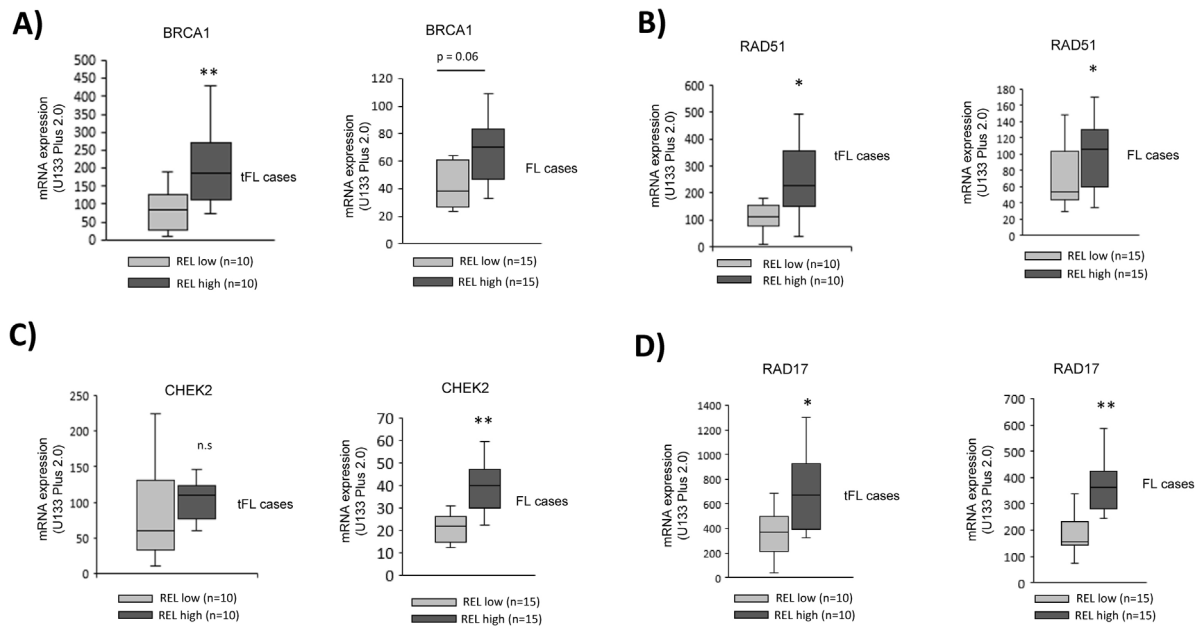 A)
BRCA1
mRNA expression
(U133 Plus 2.0)
500
450
400
350
300
250
200
150
100
50
0
**
tFL cases
REL low (n=10)
REL high (n=10)
BRCA1
p = 0.06
mRNA expression
(U133 Plus 2.0)
120
100
80
60
40
20
0
FL cases
REL low (n=15)
REL high (n=15)
B)
RAD51
mRNA expression
(U133 Plus 2.0)
600
500
400
300
200
100
0
*
tFL cases
REL low (n=10)
REL high (n=10)
RAD51
mRNA expression
(U133 Plus 2.0)
180
160
140
120
100
80
60
40
20
0
*
FL cases
REL low (n=15)
REL high (n=15)
C)
CHEK2
mRNA expression
(U133 Plus 2.0)
250
200
150
100
50
0
n.s
tFL cases
REL low (n=10)
REL high (n=10)
CHEK2
mRNA expression
(U133 Plus 2.0)
70
60
50
40
30
20
10
0
**
FL cases
REL low (n=15)
REL high (n=15)
D)
RAD17
mRNA expression
(U133 Plus 2.0)
1400
1200
1000
800
600
400
200
0
*
tFL cases
REL low (n=10)
REL high (n=10)
RAD17
mRNA expression
(U133 Plus 2.0)
700
600
500
400
300
200
100
0
**
FL cases
REL low (n=15)
REL high (n=15)